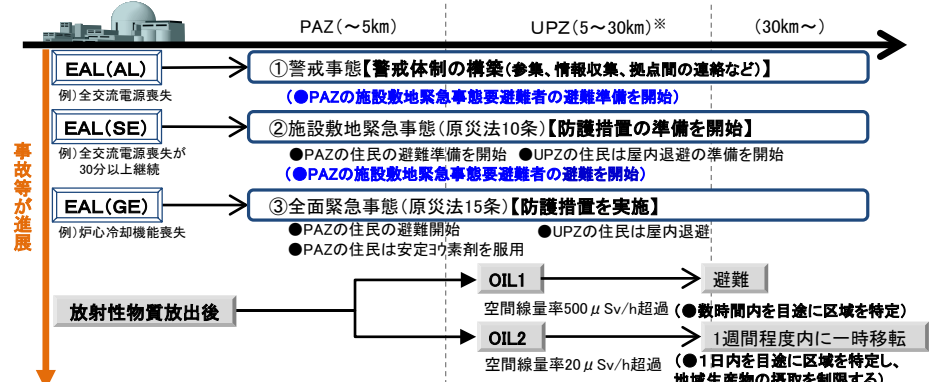 PAZ(～5km)
UPZ(5～30km)※
(30km～)
EAL(AL)
①警戒事態【警戒体制の構築(参集、情報収集、拠点間の連絡など)】
例)全交流電源喪失
(●PAZの施設敷地緊急事態要避難者の避難準備を開始)
EAL(SE)
②施設敷地緊急事態(原災法10条)【防護措置の準備を開始】
例)全交流電源喪失が
30分以上継続
●PAZの住民の避難準備を開始 ●UPZの住民は屋内退避の準備を開始
(●PAZの施設敷地緊急事態要避難者の避難を開始)
事故等が進展
EAL(GE)
③全面緊急事態(原災法15条)【防護措置を実施】
例)炉心冷却機能喪失
●PAZの住民の避難開始
●UPZの住民は屋内退避
●PAZの住民は安定ヨウ素剤を服用
放射性物質放出後
OIL1
避難
空間線量率500μSv/h超過
(●数時間内を目途に区域を特定)
OIL2
1週間程度内に一時移転
空間線量率20μSv/h超過
(●1日内を目途に区域を特定し、
地域生産物の摂取を制限する)